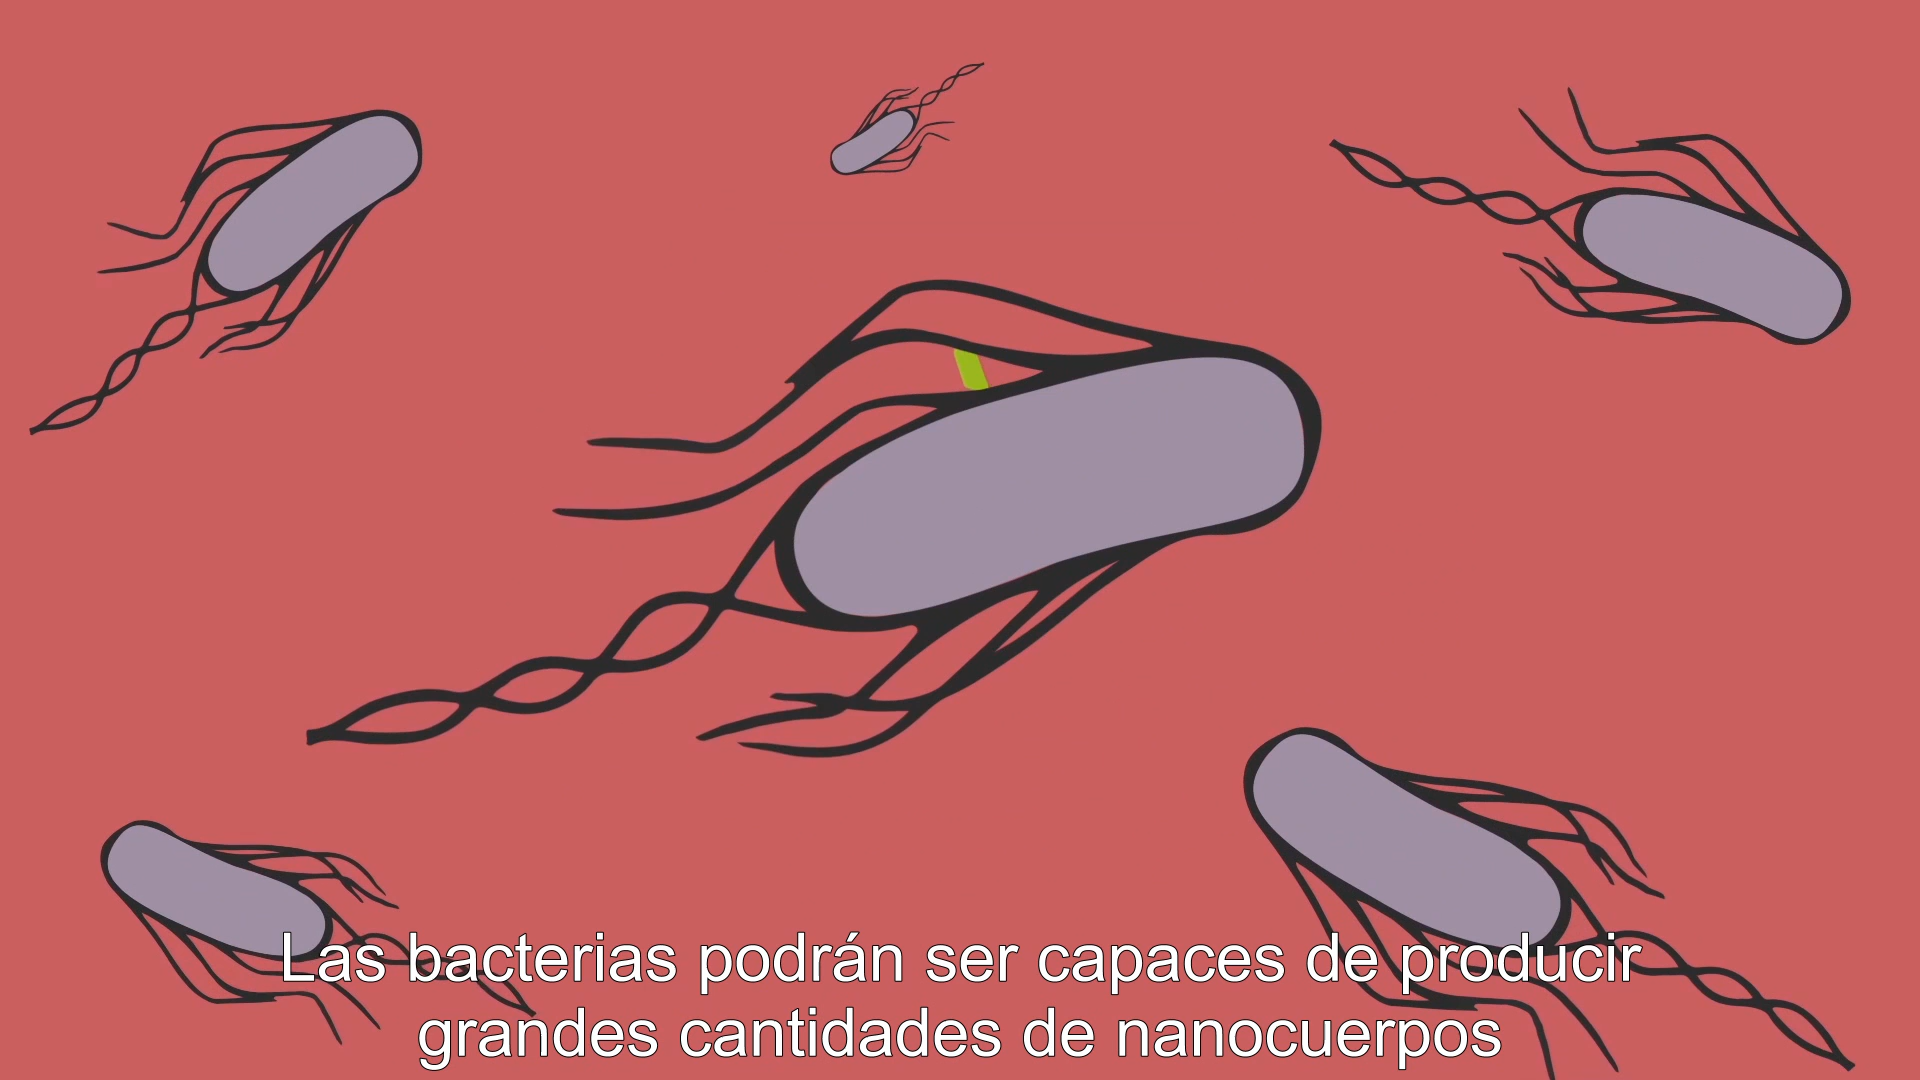 Las bacterias podrán ser capaces de producir
grandes cantidades de nanocuerpos